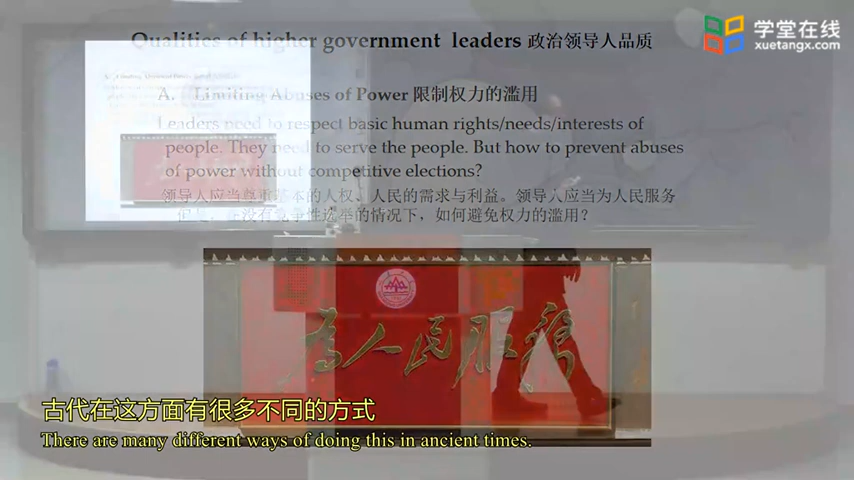 学堂在线
xuetangx.com
Qualities of higher government leaders 政治领导人品质
A. Limiting Abuses of Power 限制权力的滥用
Leaders need to respect basic human rights/needs/interests of
people. They need to serve the people. But how to prevent abuses
of power without competitive elections?
领导人应当尊重基本的人权、人民的需求与利益。领导人应当为人民服务
但是，在没有竞争性选举的情况下，如何避免权力的滥用？
为人民服务
古代在这方面有很多不同的方式
There are many different ways of doing this in ancient times.